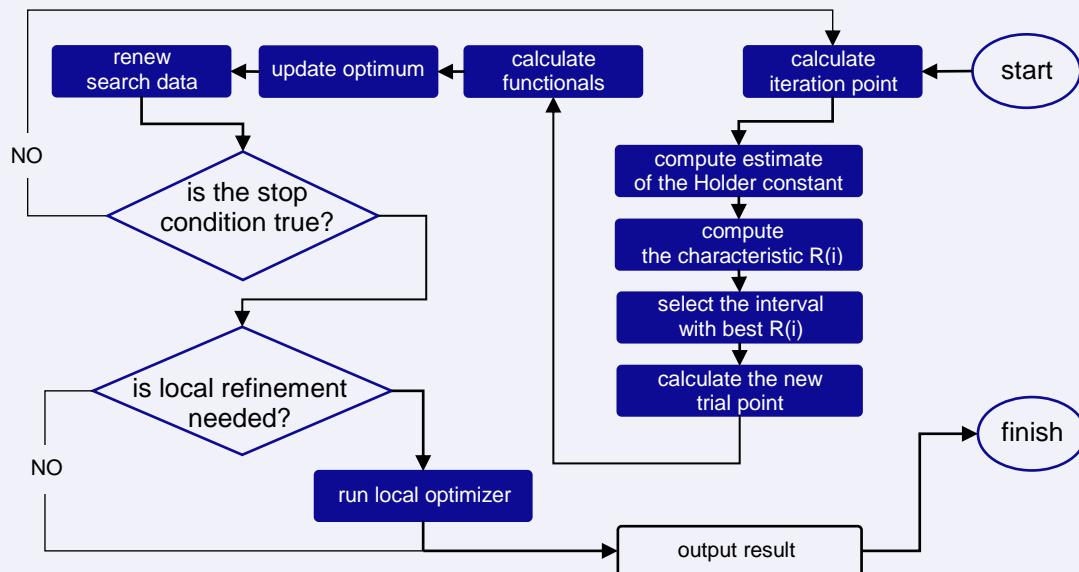 renew
search data
update optimum
calculate
functionals
calculate
iteration point
start
NO
is the stop
condition true?
compute estimate
of the Holder constant
compute
the characteristic R(i)
select the interval
with best R(i)
calculate the new
trial point
is local refinement
needed?
finish
NO
run local optimizer
output result